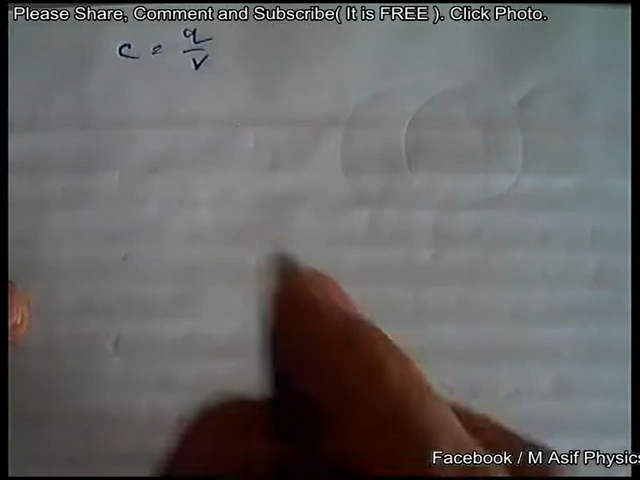 Please Share, Comment and Subscribe( It is FREE ). Click Photo.
c = q/v
Facebook / M Asif Physics